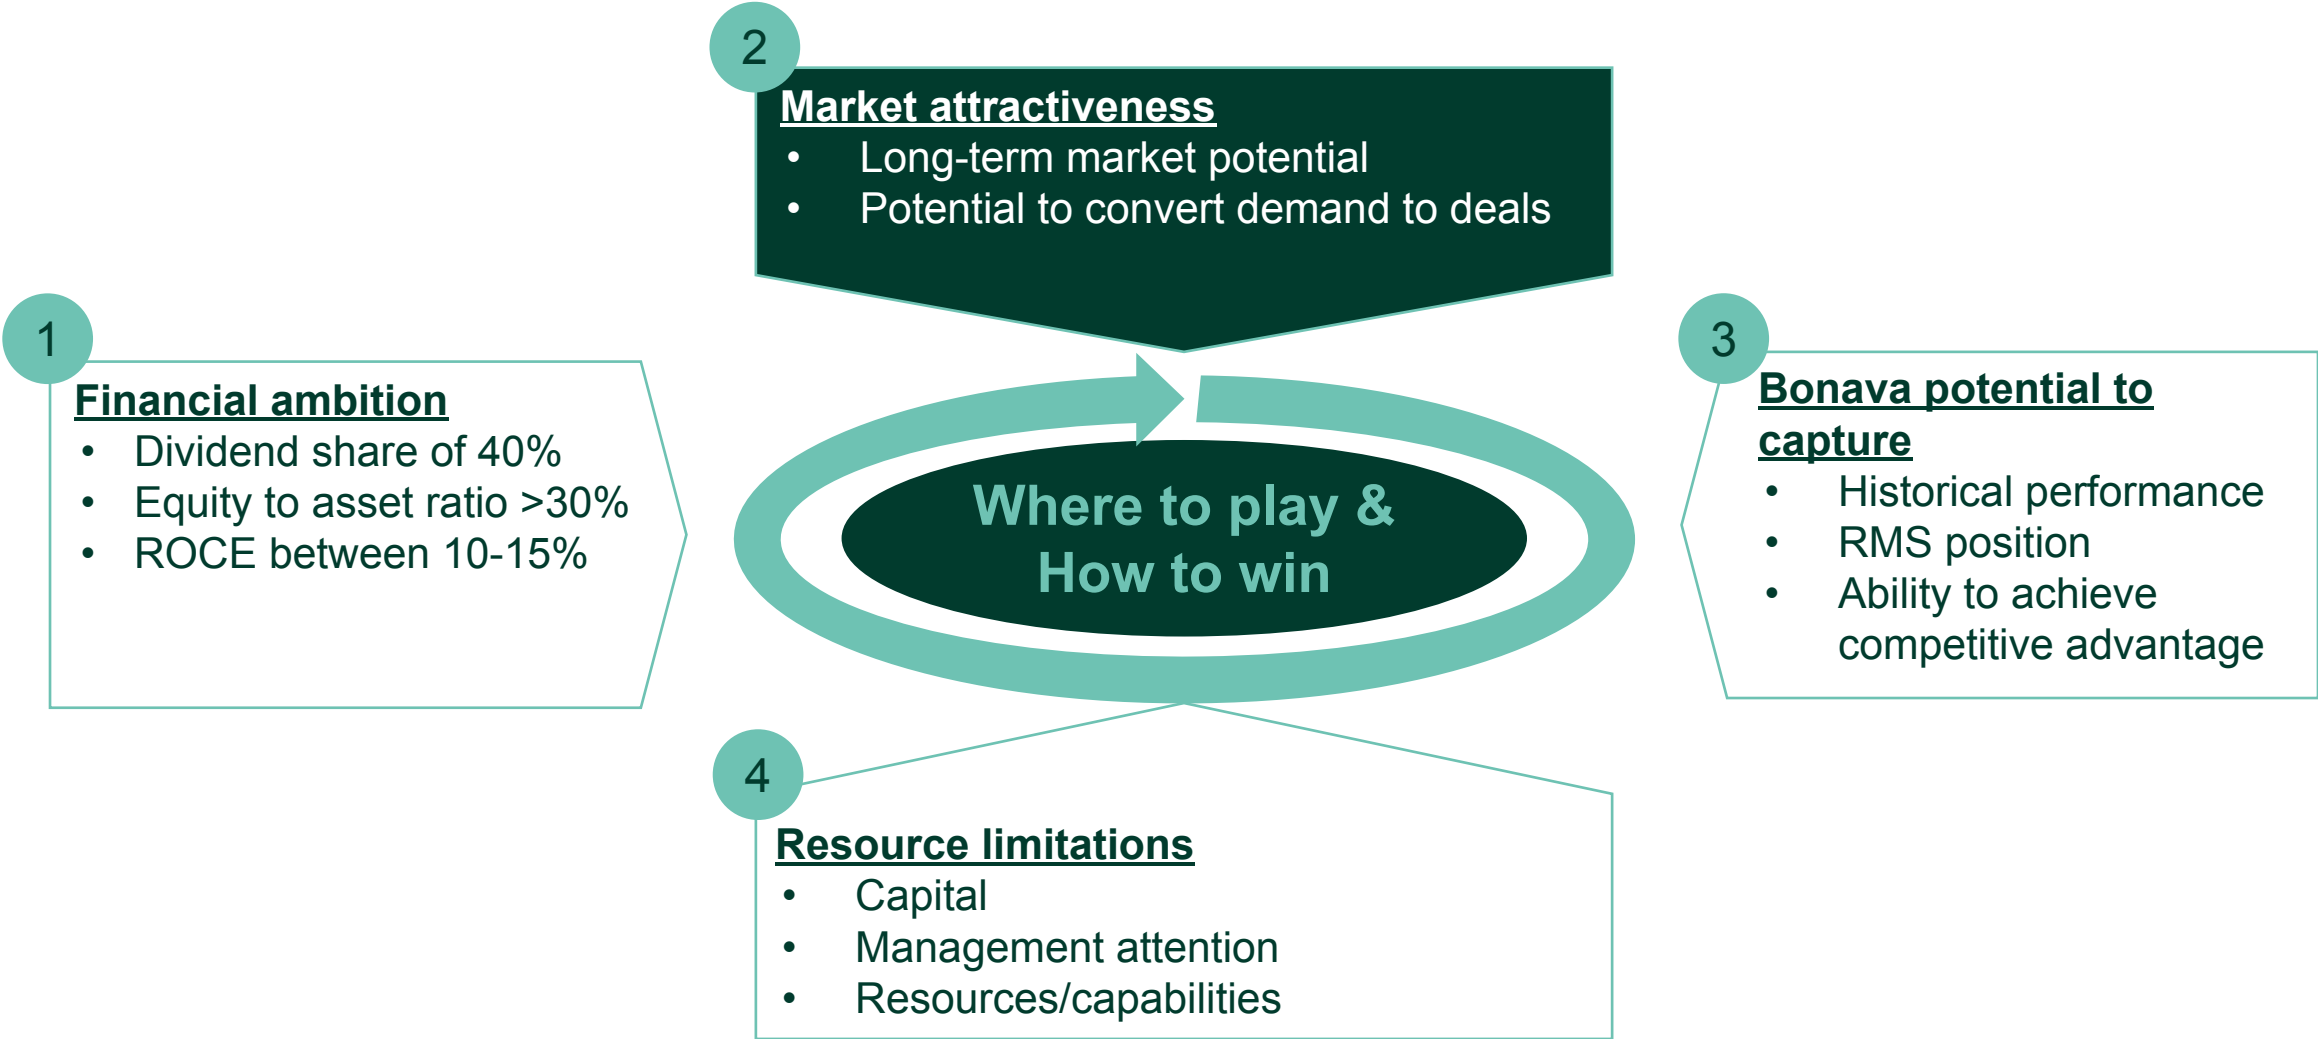 1
Financial ambition
• Dividend share of 40%
• Equity to asset ratio >30%
• ROCE between 10-15%
2
Market attractiveness
• Long-term market potential
• Potential to convert demand to deals
Where to play &
How to win
3
Bonava potential to
capture
• Historical performance
• RMS position
• Ability to achieve
competitive advantage
4
Resource limitations
• Capital
• Management attention
• Resources/capabilities